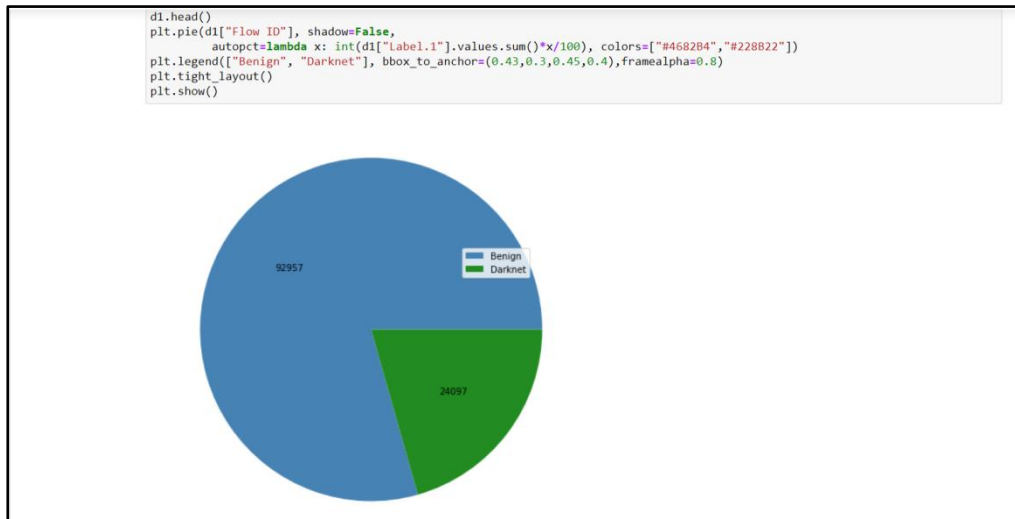 d1.head()
plt.pie(d1["Flow ID"], shadow=False,
        autopct=lambda x: int(d1["Label.1"].values.sum()*x/100), colors=["#4682B4","#228B22"])
plt.legend(["Benign", "Darknet"], bbox_to_anchor=(0.43,0.3,0.45,0.4),framealpha=0.8)
plt.tight_layout()
plt.show()
Benign
92957
Darknet
24097